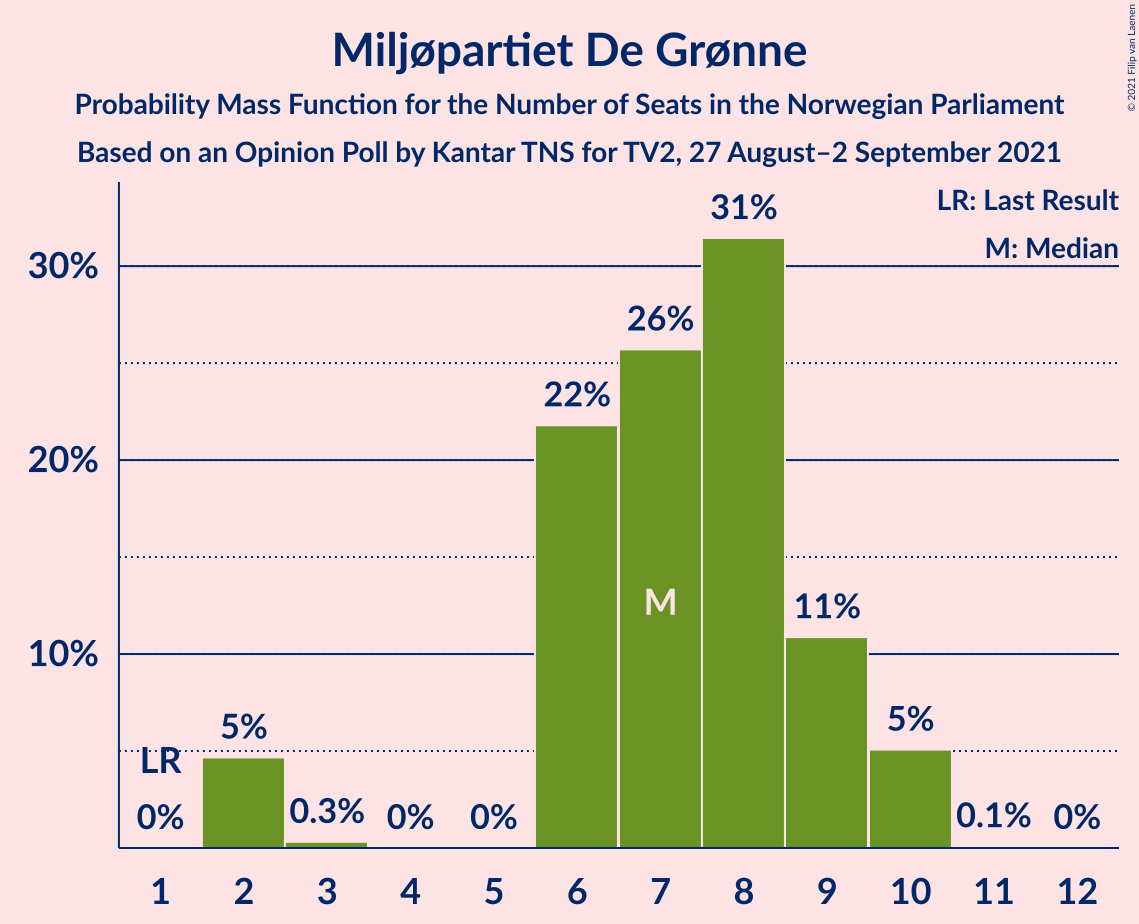 Miljøpartiet De Grønne
Probability Mass Function for the Number of Seats in the Norwegian Parliament
Based on an Opinion Poll by Kantar TNS for TV2, 27 August–2 September 2021
© 2021 Filip van Laenen
LR: Last Result
M: Median
30%
20%
10%
LR
0%
5%
0.3%
0%
0%
22%
26%
M
31%
11%
5%
0.1%
0%
1 2 3 4 5 6 7 8 9 10 11 12